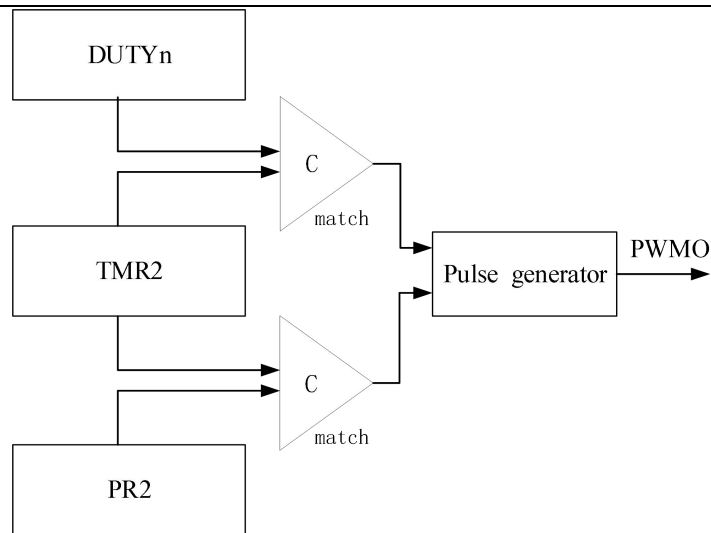 DUTYn
C
match
TMR2
Pulse generator
PWMO
C
match
PR2